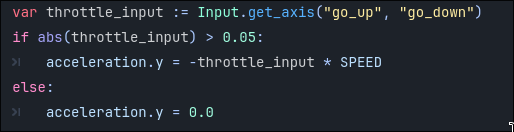 var throttle_input := Input.get_axis("go_up", "go_down")
if abs(throttle_input) > 0.05:
acceleration.y = -throttle_input * SPEED
else:
acceleration.y = 0.0